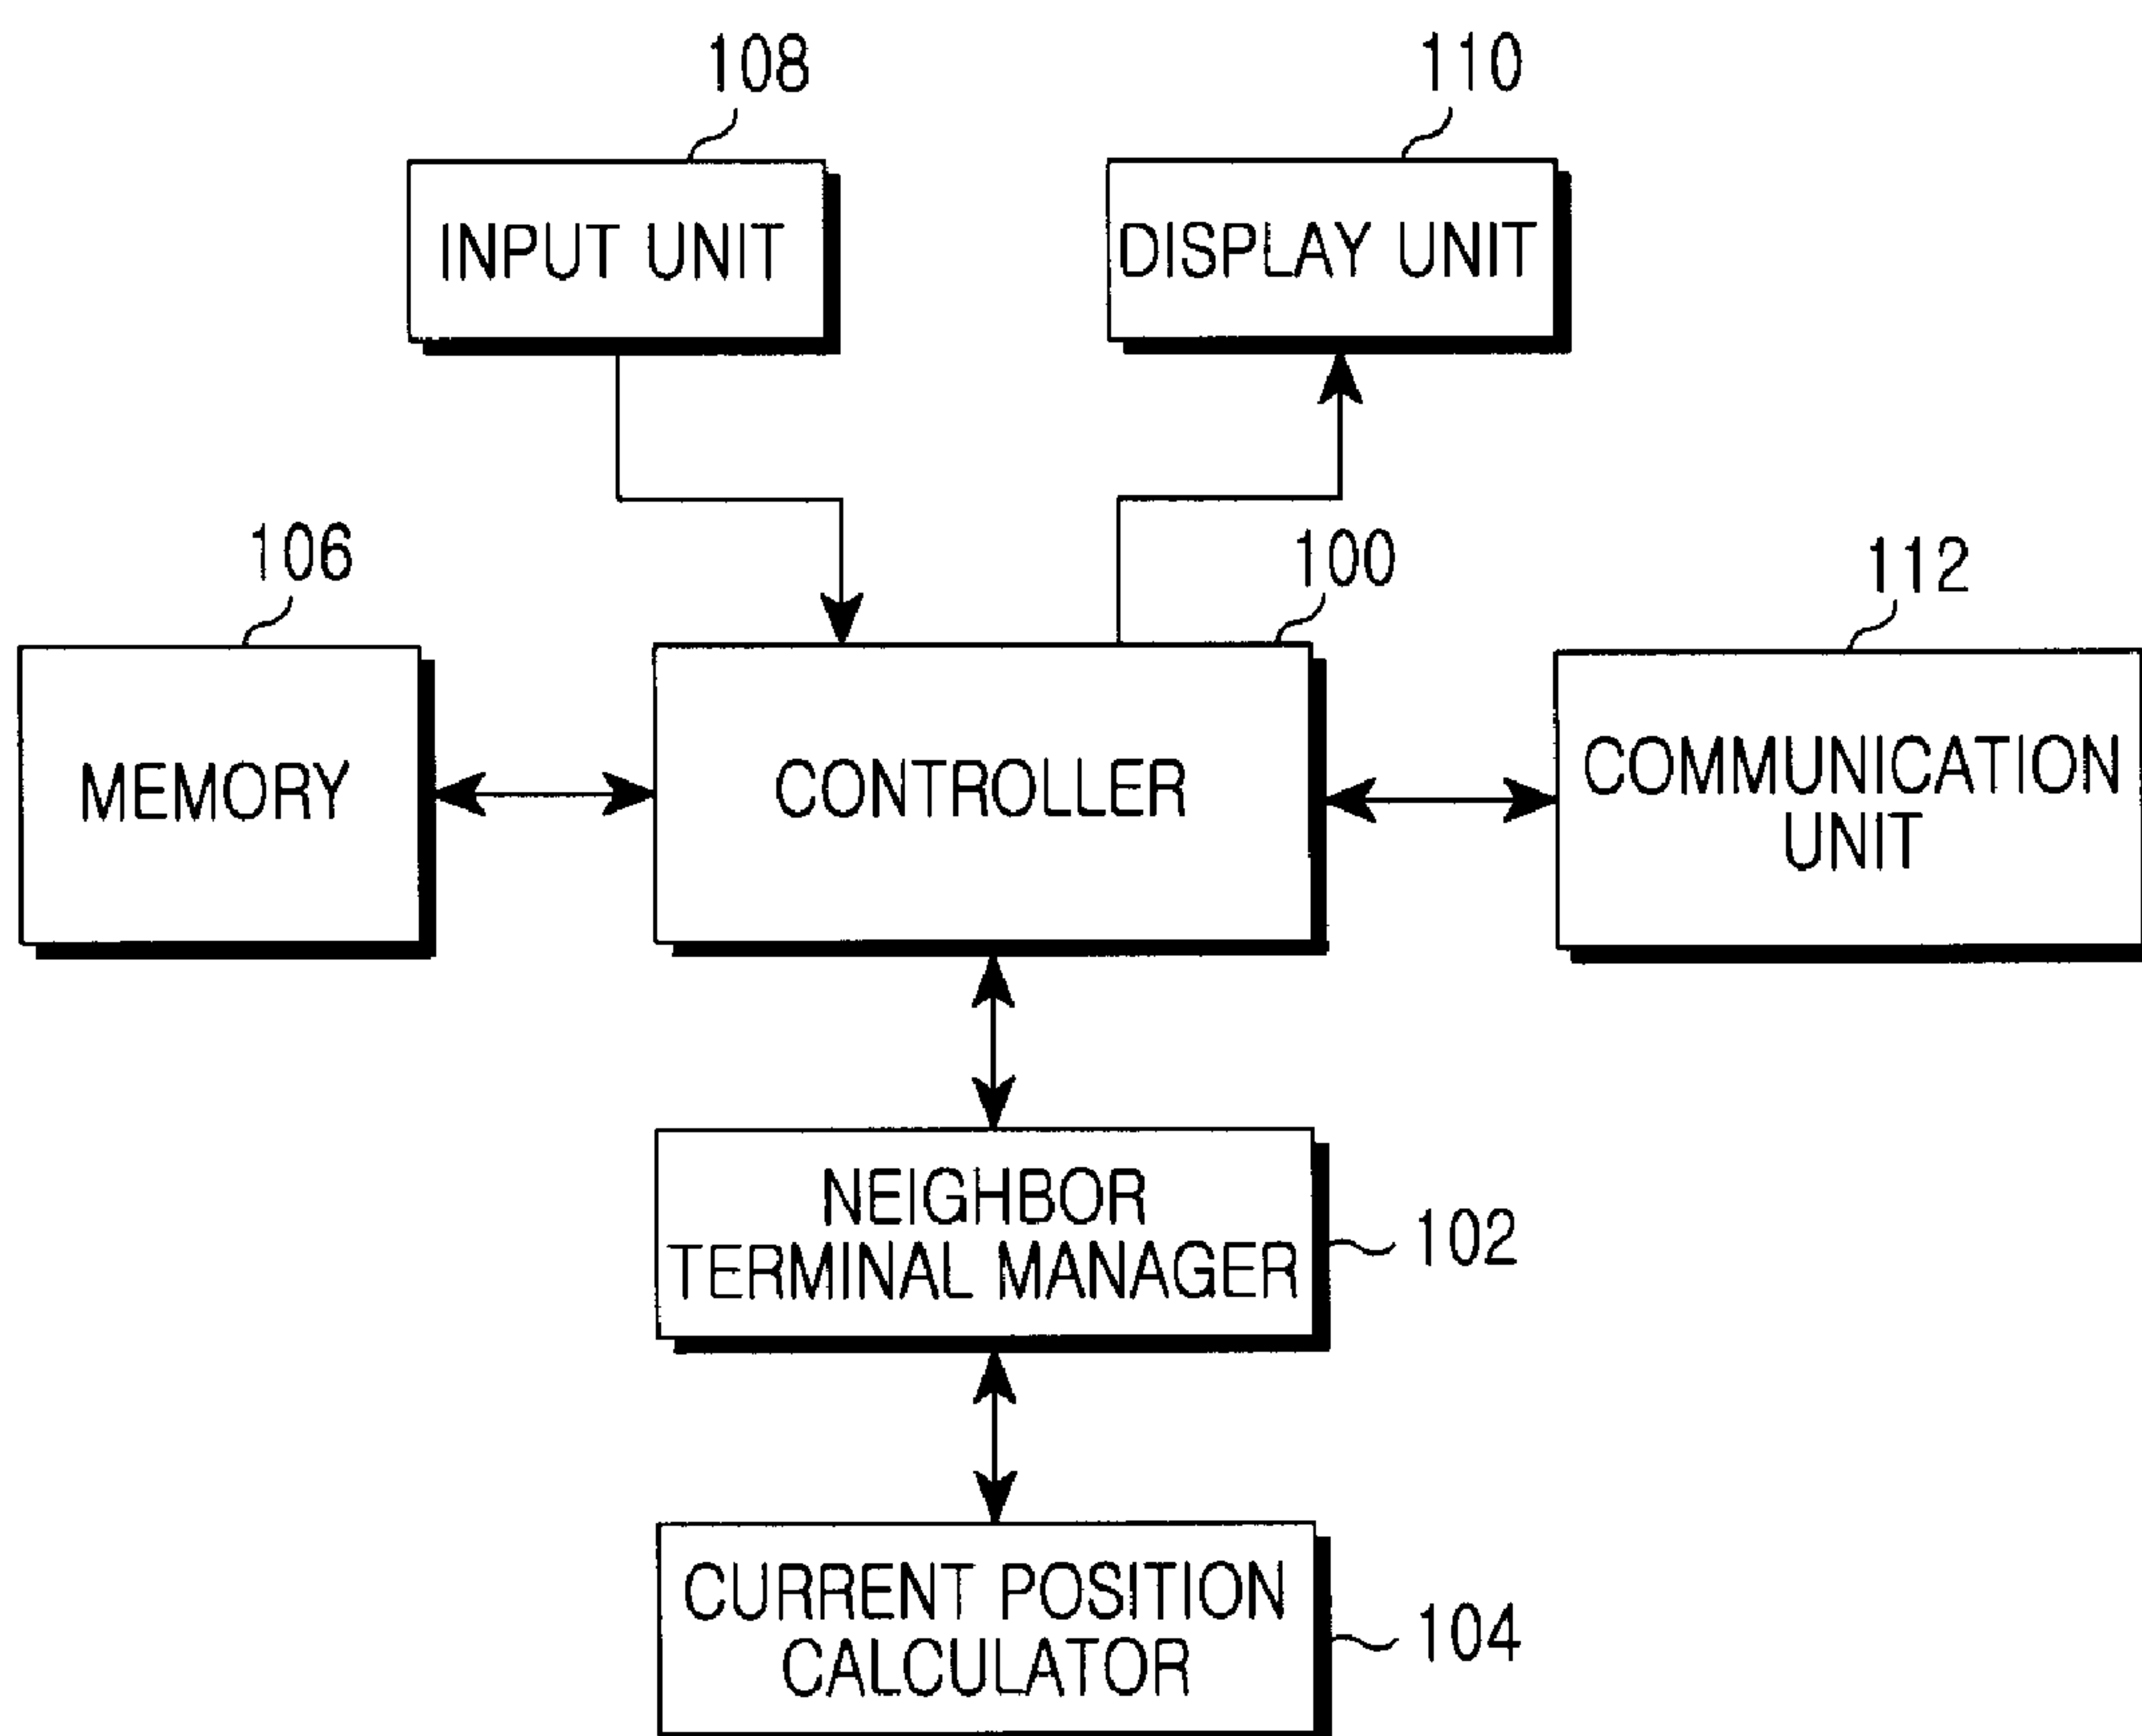 108
110
INPUT UNIT
DISPLAY UNIT
106
100
112
MEMORY
CONTROLLER
COMMUNICATION
UNIT
NEIGHBOR
TERMINAL MANAGER
102
CURRENT POSITION
CALCULATOR
104